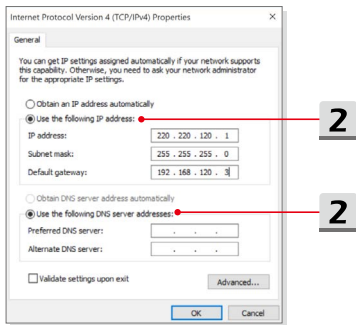 Internet Protocol Version 4 (TCP/IPv4) Properties
General
You can get IP settings assigned automatically if your network supports
this capability. Otherwise, you need to ask your network administrator
for the appropriate IP settings.
Obtain an IP address automatically
Use the following IP address:
2
IP address: 220 . 220 . 120 . 1
Subnet mask: 255 . 255 . 255 . 0
Default gateway: 192 . 168 . 120 . 3
Obtain DNS server address automatically
Use the following DNS server addresses:
2
Preferred DNS server: . . .
Alternate DNS server: . . .
Validate settings upon exit
Advanced...
OK Cancel